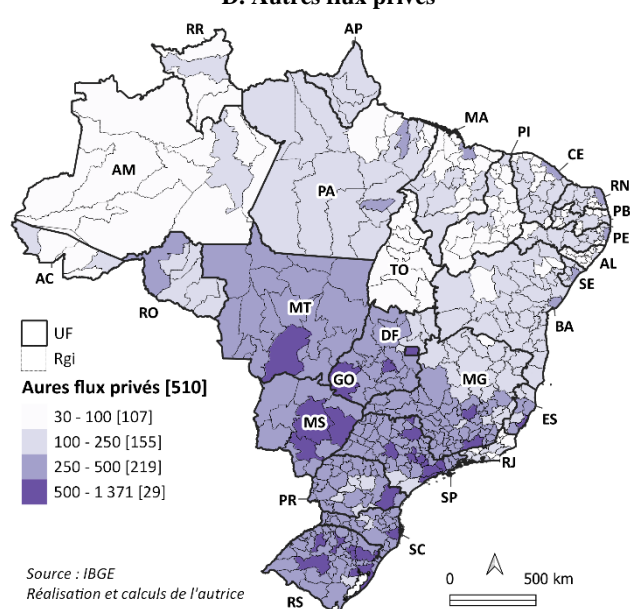 D. Autres flux privés
RR
AP
MA
PI
CE
RN
PB
PE
AL
SE
BA
AM
PA
AC
RO
TO
MT
DF
GO
MG
ES
MS
RJ
SP
PR
SC
RS
UF
Rgi
Aures flux privés [510]
30 - 100 [107]
100 - 250 [155]
250 - 500 [219]
500 - 1 371 [29]
Source : IBGE
Réalisation et calculs de l'autrice
0 500 km